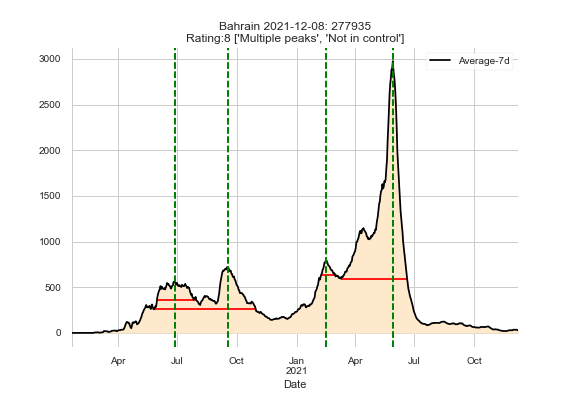 Bahrain 2021-12-08: 277935
Rating:8 ['Multiple peaks', 'Not in control']
Average-7d
3000
2500
2000
1500
1000
500
0
Apr Jul Oct Jan Apr Jul Oct
2021
Date